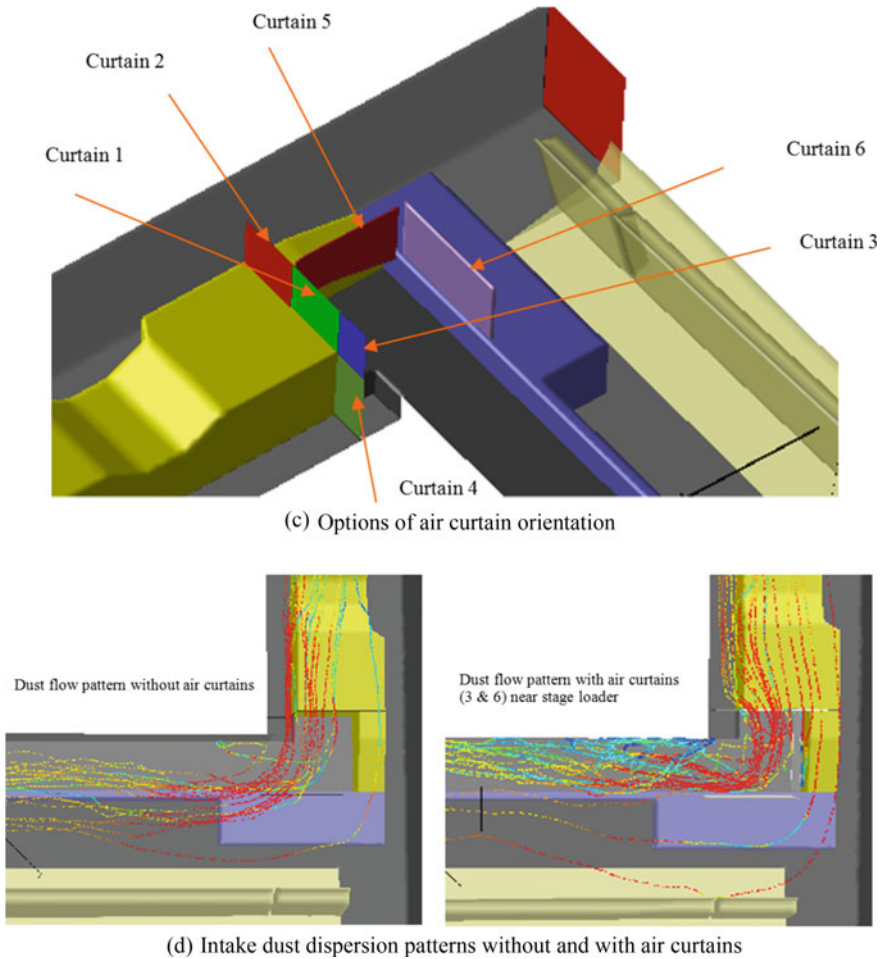 Curtain 5
Curtain 2
Curtain 1
Curtain 6
Curtain 3
Curtain 4
(c) Options of air curtain orientation
Dust flow pattern without air curtains
Dust flow pattern with air curtains
(3 & 6) near stage loader
(d) Intake dust dispersion patterns without and with air curtains